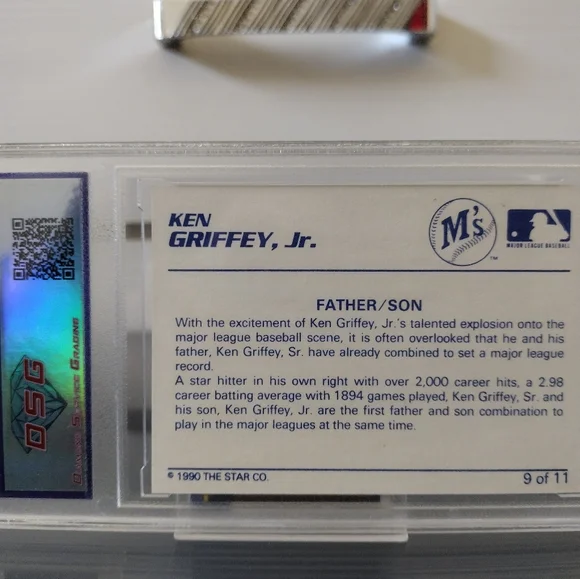 KEN
GRIFFEY, Jr.
M's
TM
MAJOR LEAGUE BASEBALL
FATHER/SON
With the excitement of Ken Griffey, Jr.'s talented explosion onto the
major league baseball scene, it is often overlooked that he and his
father, Ken Griffey, Sr. have already combined to set a major league
record.
A star hitter in his own right with over 2,000 career hits, a 2.98
career batting average with 1894 games played, Ken Griffey, Sr. and
his son, Ken Griffey, Jr. are the first father and son combination to
play in the major leagues at the same time.
© 1990 THE STAR CO.
9 of 11
DSG
DIAMOND SERVICE GRADING